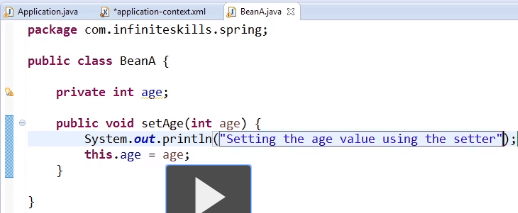 Application.java *application-context.xml BeanA.java
package com.infiniteskills.spring;
public class BeanA {
private int age;
public void setAge(int age) {
System.out.println("Setting the age value using the setter");
this.age = age;
}
}